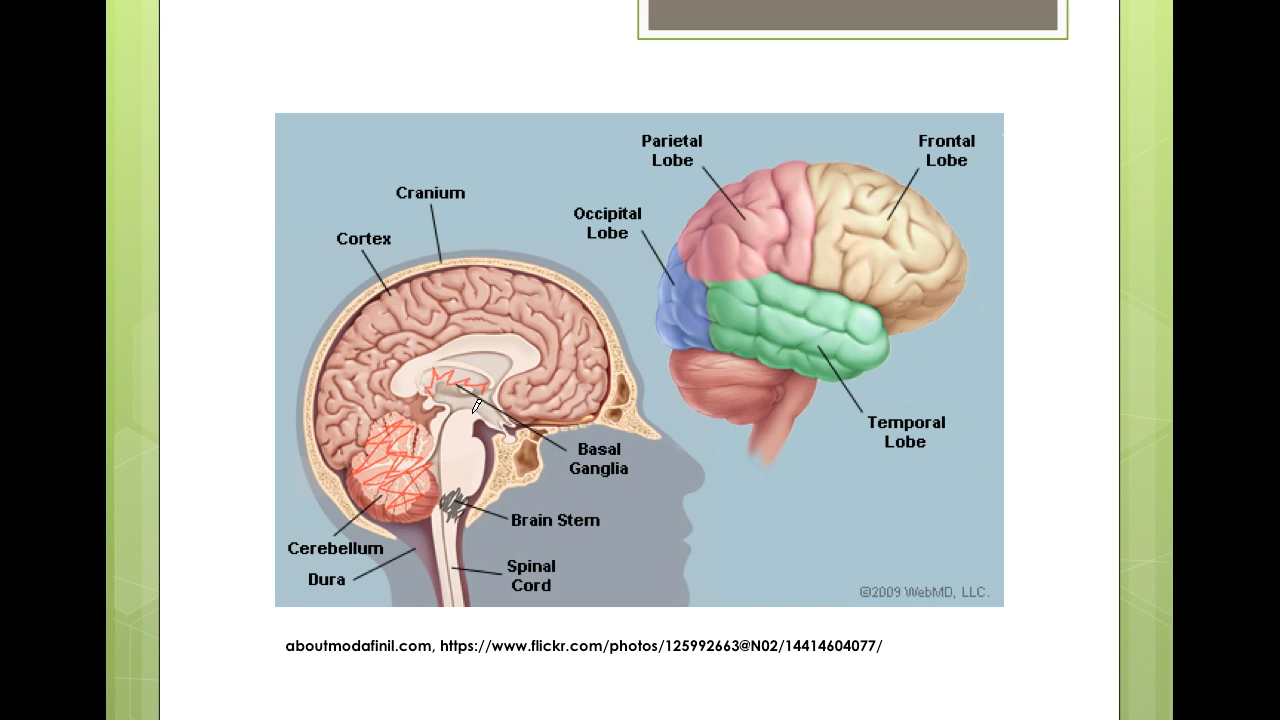 Parietal
Lobe
Frontal
Lobe
Cranium
Occipital
Lobe
Cortex
Temporal
Lobe
Basal
Ganglia
Brain Stem
Cerebellum
Spinal
Cord
Dura
©2009 WebMD, LLC.
aboutmodafinil.com, https://www.flickr.com/photos/125992663@N02/14414604077/